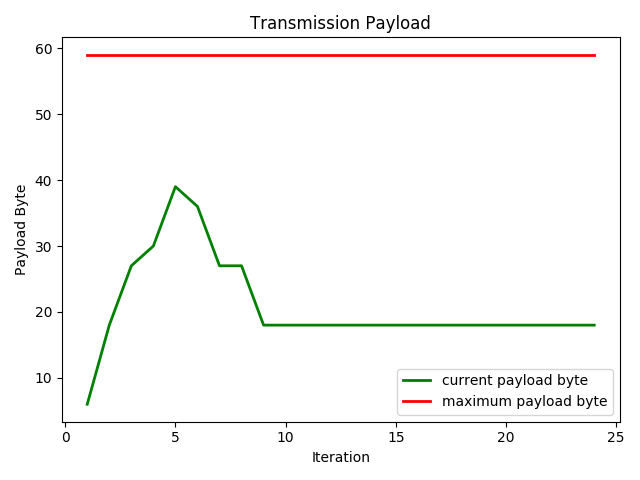 Transmission Payload
Payload Byte
60
50
40
30
20
10
current payload byte
maximum payload byte
0
5
10
15
20
25
Iteration